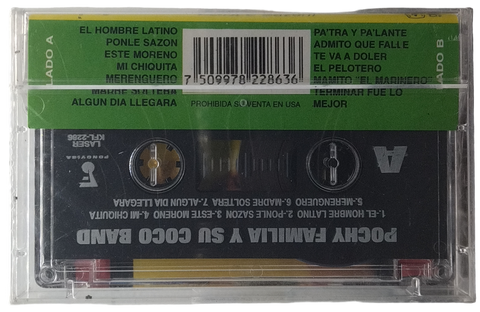 LADO A
EL HOMBRE LATINO
PONLE SAZON
ESTE MORENO
MI CHIQUITA
MERENGUERO
MADRE SOLTERA
ALGUN DIA LLEGARA
7 509978 228636
PROHIBIDA SU VENTA EN USA
PA'TRA Y PA'LANTE
ADMITO QUE FALLE
TE VA A DOLER
EL PELOTERO
MAMITO "EL MARINERO"
TERMINAR FUE LO
MEJOR
LADO B
A
LASER
KFL-2286
FONOVISA
POCHY FAMILIA Y SU COCO BAND
1.-EL HOMBRE LATINO 2-PONLE SAZON 3-ESTE MORENO 4.-MI CHIQUITA
5.-MERENGUERO 6.-MADRE SOLTERA 7.-ALGUN DIA LLEGARA